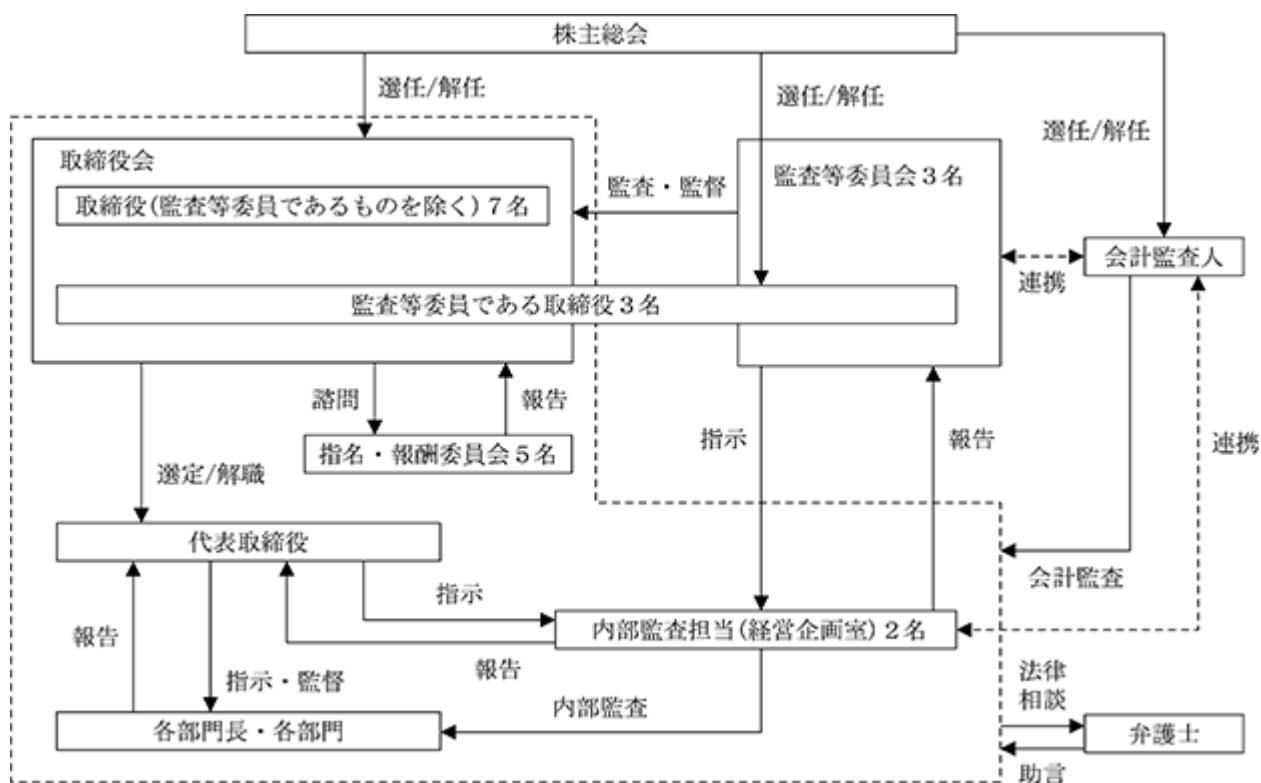 株主総会
選任/解任
選任/解任
選任/解任
取締役会
取締役(監査等委員であるものを除く)7名
監査・監督
監査等委員会3名
会計監査人
連携
監査等委員である取締役3名
諮問
報告
指名・報酬委員会5名
指示
報告
連携
選定/解職
代表取締役
会計監査
指示
内部監査担当(経営企画室)2名
報告
報告
指示・監督
内部監査
法律
相談
各部門長・各部門
弁護士
助言